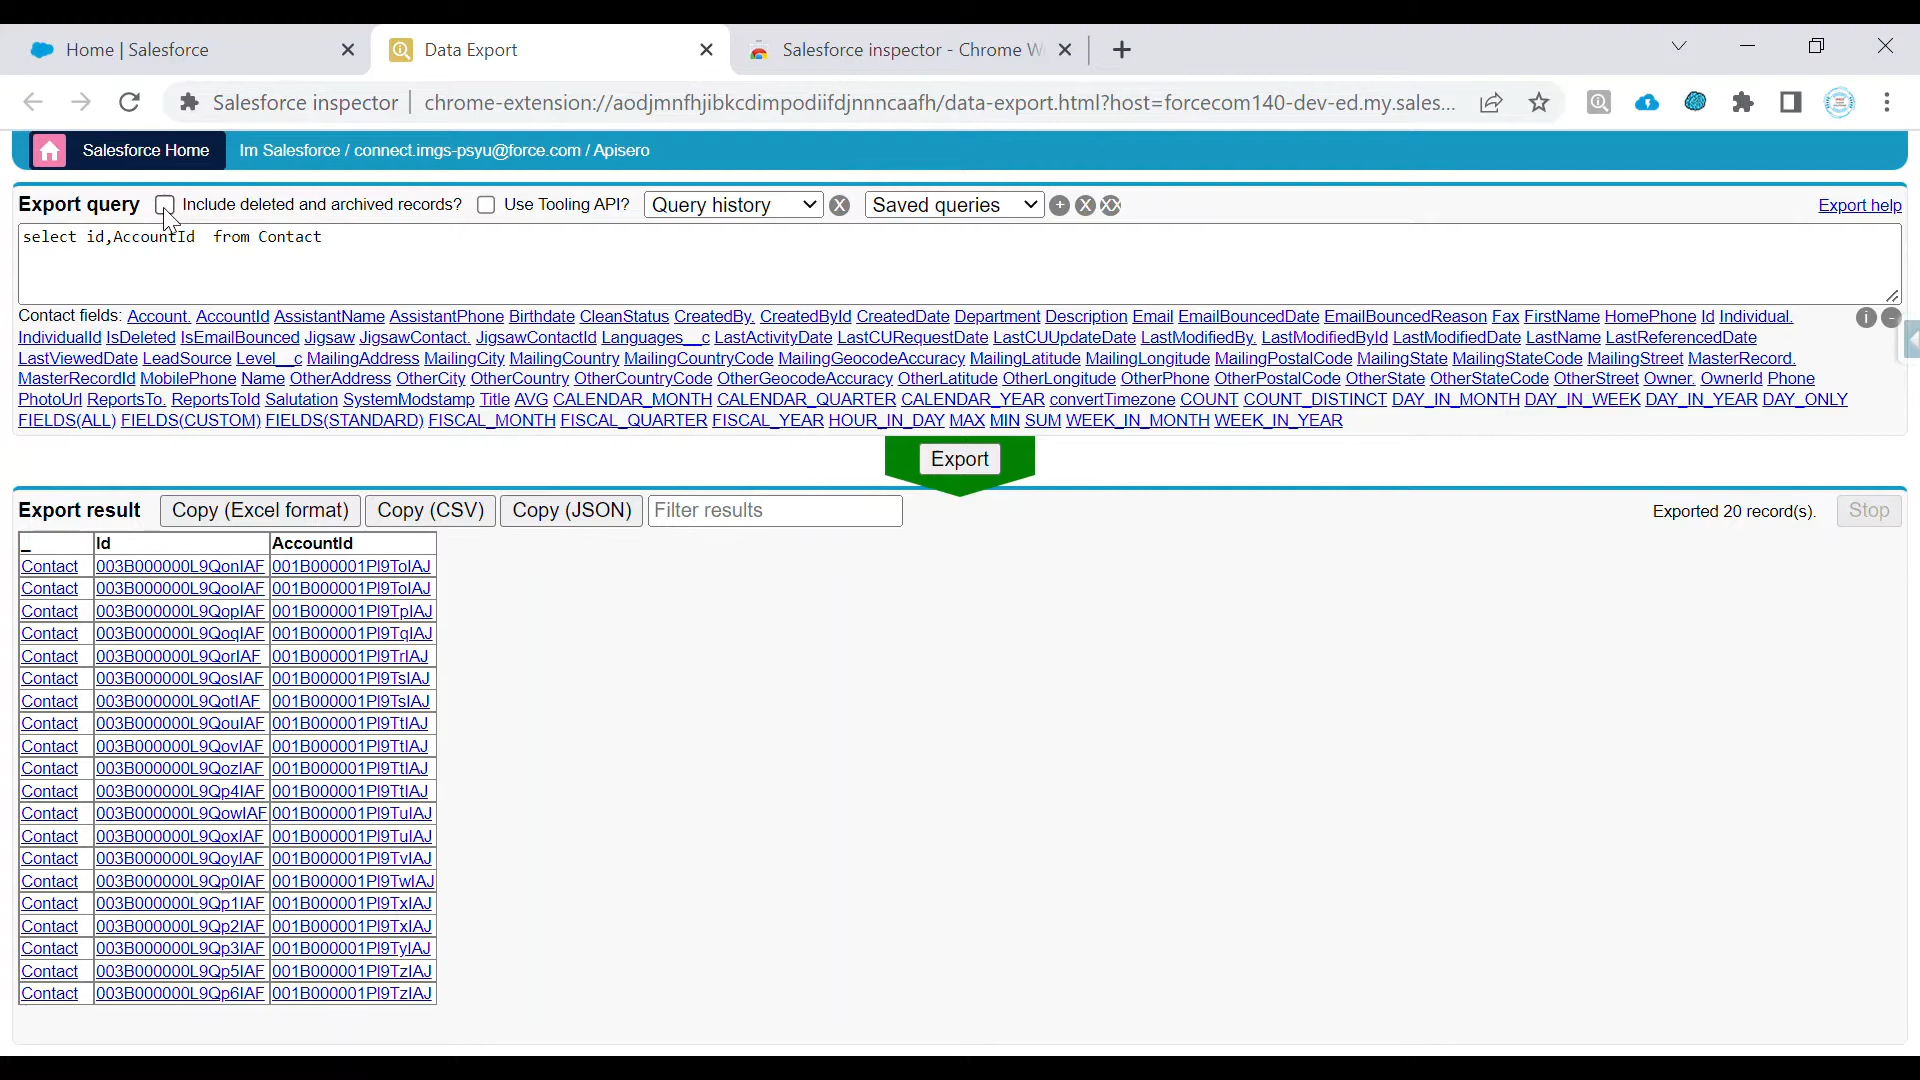 Home | Salesforce
Data Export
Salesforce inspector - Chrome W
Salesforce inspector
chrome-extension://aodjmnfhjibkcdimpodiifdjnnncaafh/data-export.html?host=forcecom140-dev-ed.my.sales...
Salesforce Home
Im Salesforce / connect.imgs-psyu@force.com / Apisero
Export query Include deleted and archived records? Use Tooling API? Query history X Saved queries + X XX Export help
select id,AccountId  from Contact
Contact fields: Account. AccountId AssistantName AssistantPhone Birthdate CleanStatus CreatedBy. CreatedById CreatedDate Department Description Email EmailBouncedDate EmailBouncedReason Fax FirstName HomePhone Id Individual. i -
IndividualId IsDeleted IsEmailBounced Jigsaw JigsawContact. JigsawContactId Languages__c LastActivityDate LastCURequestDate LastCUUpdateDate LastModifiedBy. LastModifiedById LastModifiedDate LastName LastReferencedDate
LastViewedDate LeadSource Level__c MailingAddress MailingCity MailingCountry MailingCountryCode MailingGeocodeAccuracy MailingLatitude MailingLongitude MailingPostalCode MailingState MailingStateCode MailingStreet MasterRecord.
MasterRecordId MobilePhone Name OtherAddress OtherCity OtherCountry OtherCountryCode OtherGeocodeAccuracy OtherLatitude OtherLongitude OtherPhone OtherPostalCode OtherState OtherStateCode OtherStreet Owner. OwnerId Phone
PhotoUrl ReportsTo. ReportsToId Salutation SystemModstamp Title AVG CALENDAR_MONTH CALENDAR_QUARTER CALENDAR_YEAR convertTimezone COUNT COUNT_DISTINCT DAY_IN_MONTH DAY_IN_WEEK DAY_IN_YEAR DAY_ONLY
FIELDS(ALL) FIELDS(CUSTOM) FIELDS(STANDARD) FISCAL_MONTH FISCAL_QUARTER FISCAL_YEAR HOUR_IN_DAY MAX MIN SUM WEEK_IN_MONTH WEEK_IN_YEAR
Export
Export result Copy (Excel format) Copy (CSV) Copy (JSON) Filter results Exported 20 record(s). Stop
_ Id AccountId
Contact 003B000000L9QonIAF 001B000001Pl9ToIAJ
Contact 003B000000L9QooIAF 001B000001Pl9ToIAJ
Contact 003B000000L9QopIAF 001B000001Pl9TpIAJ
Contact 003B000000L9QoqIAF 001B000001Pl9TqIAJ
Contact 003B000000L9QorIAF 001B000001Pl9TrIAJ
Contact 003B000000L9QosIAF 001B000001Pl9TsIAJ
Contact 003B000000L9QotIAF 001B000001Pl9TsIAJ
Contact 003B000000L9QouIAF 001B000001Pl9TtIAJ
Contact 003B000000L9QovIAF 001B000001Pl9TtIAJ
Contact 003B000000L9QozIAF 001B000001Pl9TtIAJ
Contact 003B000000L9Qp4IAF 001B000001Pl9TtIAJ
Contact 003B000000L9QowIAF 001B000001Pl9TuIAJ
Contact 003B000000L9QoxIAF 001B000001Pl9TuIAJ
Contact 003B000000L9QoyIAF 001B000001Pl9TvIAJ
Contact 003B000000L9Qp0IAF 001B000001Pl9TwIAJ
Contact 003B000000L9Qp1IAF 001B000001Pl9TxIAJ
Contact 003B000000L9Qp2IAF 001B000001Pl9TxIAJ
Contact 003B000000L9Qp3IAF 001B000001Pl9TyIAJ
Contact 003B000000L9Qp5IAF 001B000001Pl9TzIAJ
Contact 003B000000L9Qp6IAF 001B000001Pl9TzIAJ